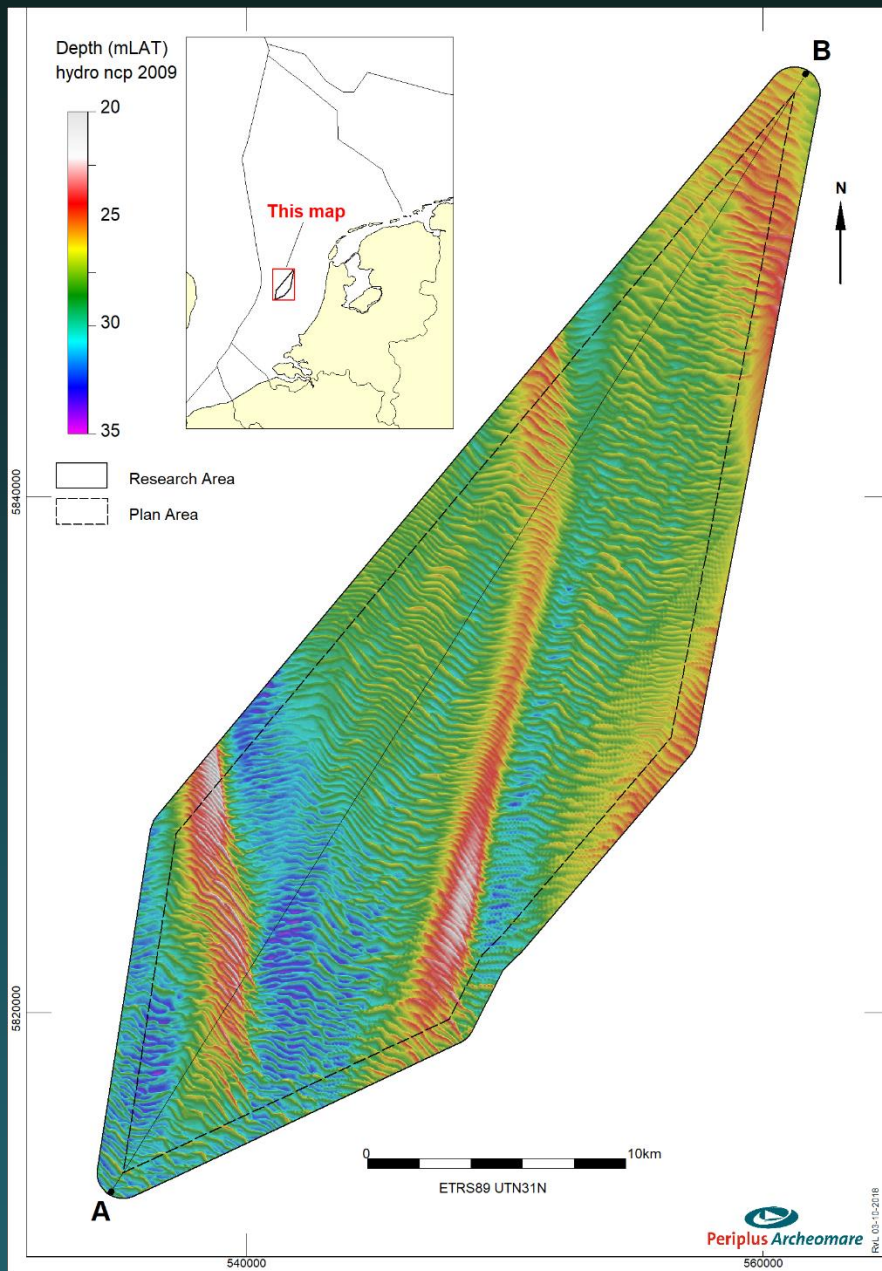 Depth (mLAT)
hydro ncp 2009
20
25
30
35
This map
Research Area
Plan Area
B
N
5840000
5820000
A
0
10km
ETRS89 UTN31N
Periplus Archeomare
RvL 03-10-2018
540000
560000